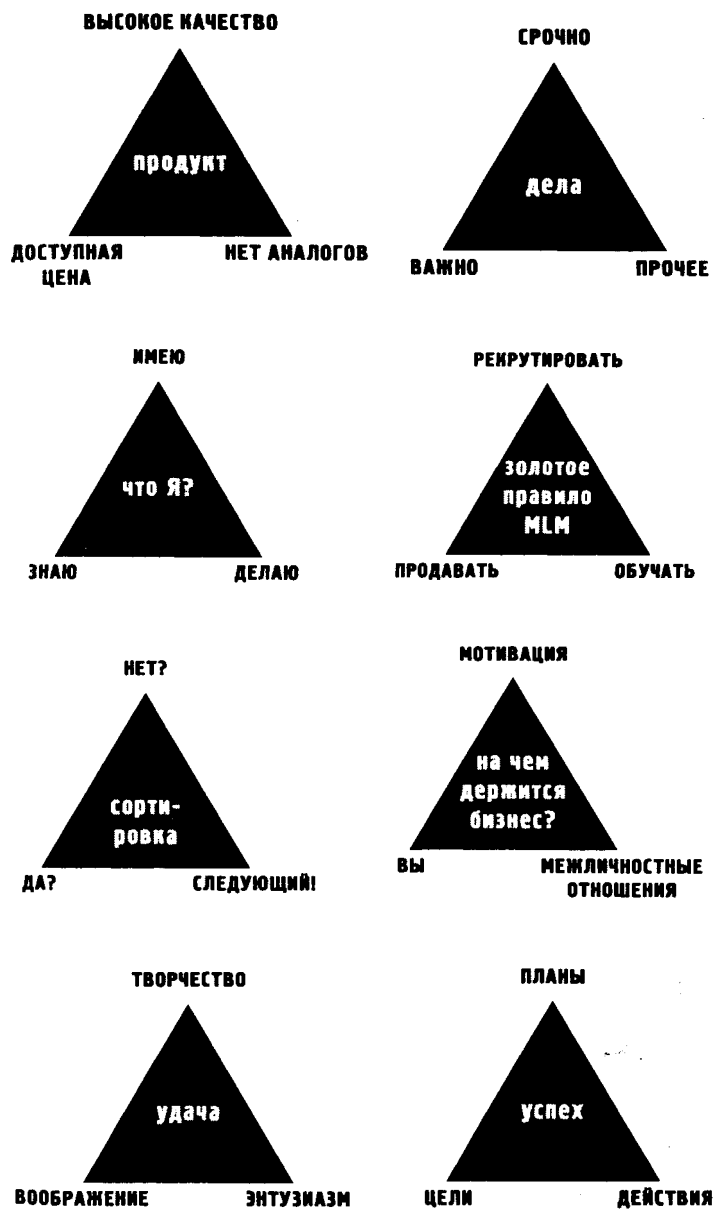 ВЫСОКОЕ КАЧЕСТВО
продукт
ДОСТУПНАЯ
ЦЕНА
НЕТ АНАЛОГОВ
СРОЧНО
дела
ВАЖНО
ПРОЧЕЕ
ИМЕЮ
что Я?
ЗНАЮ
ДЕЛАЮ
РЕКРУТИРОВАТЬ
золотое
правило
MLM
ПРОДАВАТЬ
ОБУЧАТЬ
НЕТ?
сорти-
ровка
ДА?
СЛЕДУЮЩИЙ!
МОТИВАЦИЯ
на чем
держится
бизнес?
ВЫ
МЕЖЛИЧНОСТНЫЕ
ОТНОШЕНИЯ
ТВОРЧЕСТВО
удача
ВООБРАЖЕНИЕ
ЭНТУЗИАЗМ
ПЛАНЫ
успех
ЦЕЛИ
ДЕЙСТВИЯ